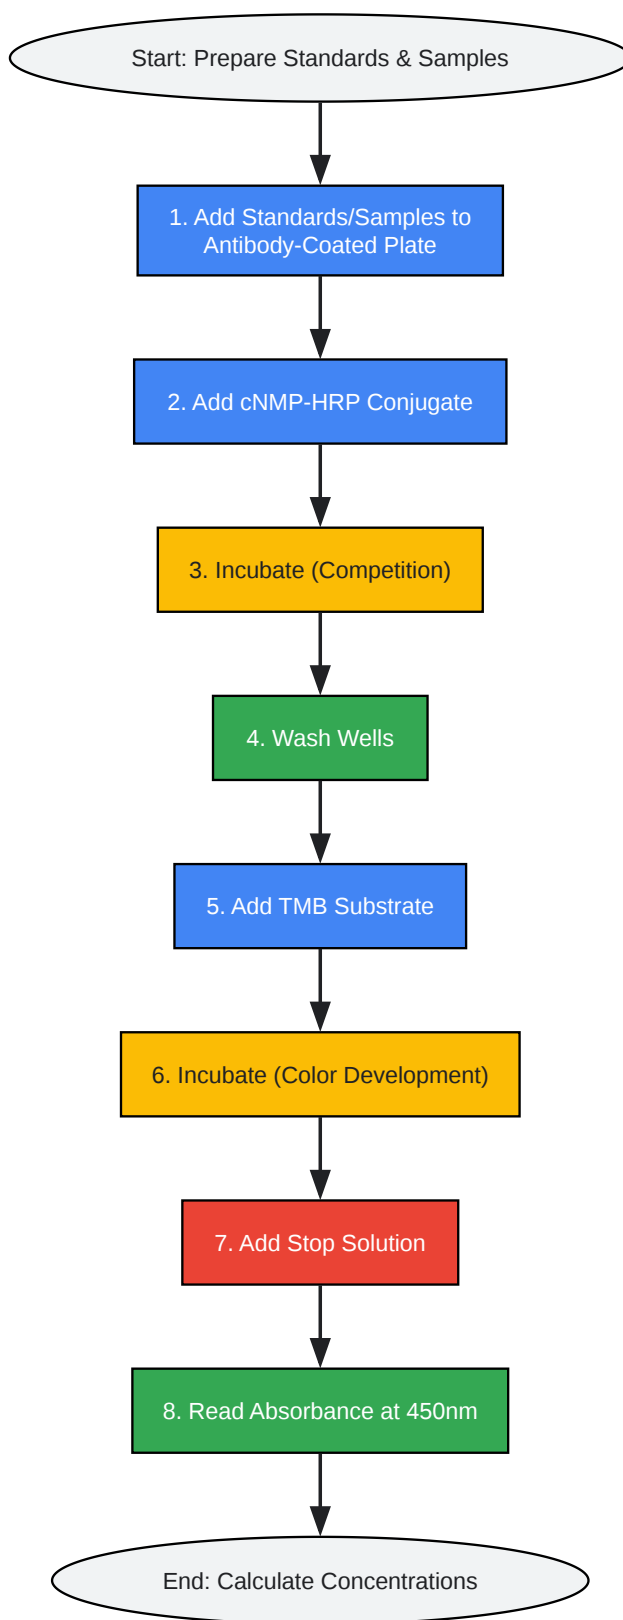 Start: Prepare Standards & Samples
1. Add Standards/Samples to
Antibody-Coated Plate
2. Add cNMP-HRP Conjugate
3. Incubate (Competition)
4. Wash Wells
5. Add TMB Substrate
6. Incubate (Color Development)
7. Add Stop Solution
8. Read Absorbance at 450nm
End: Calculate Concentrations